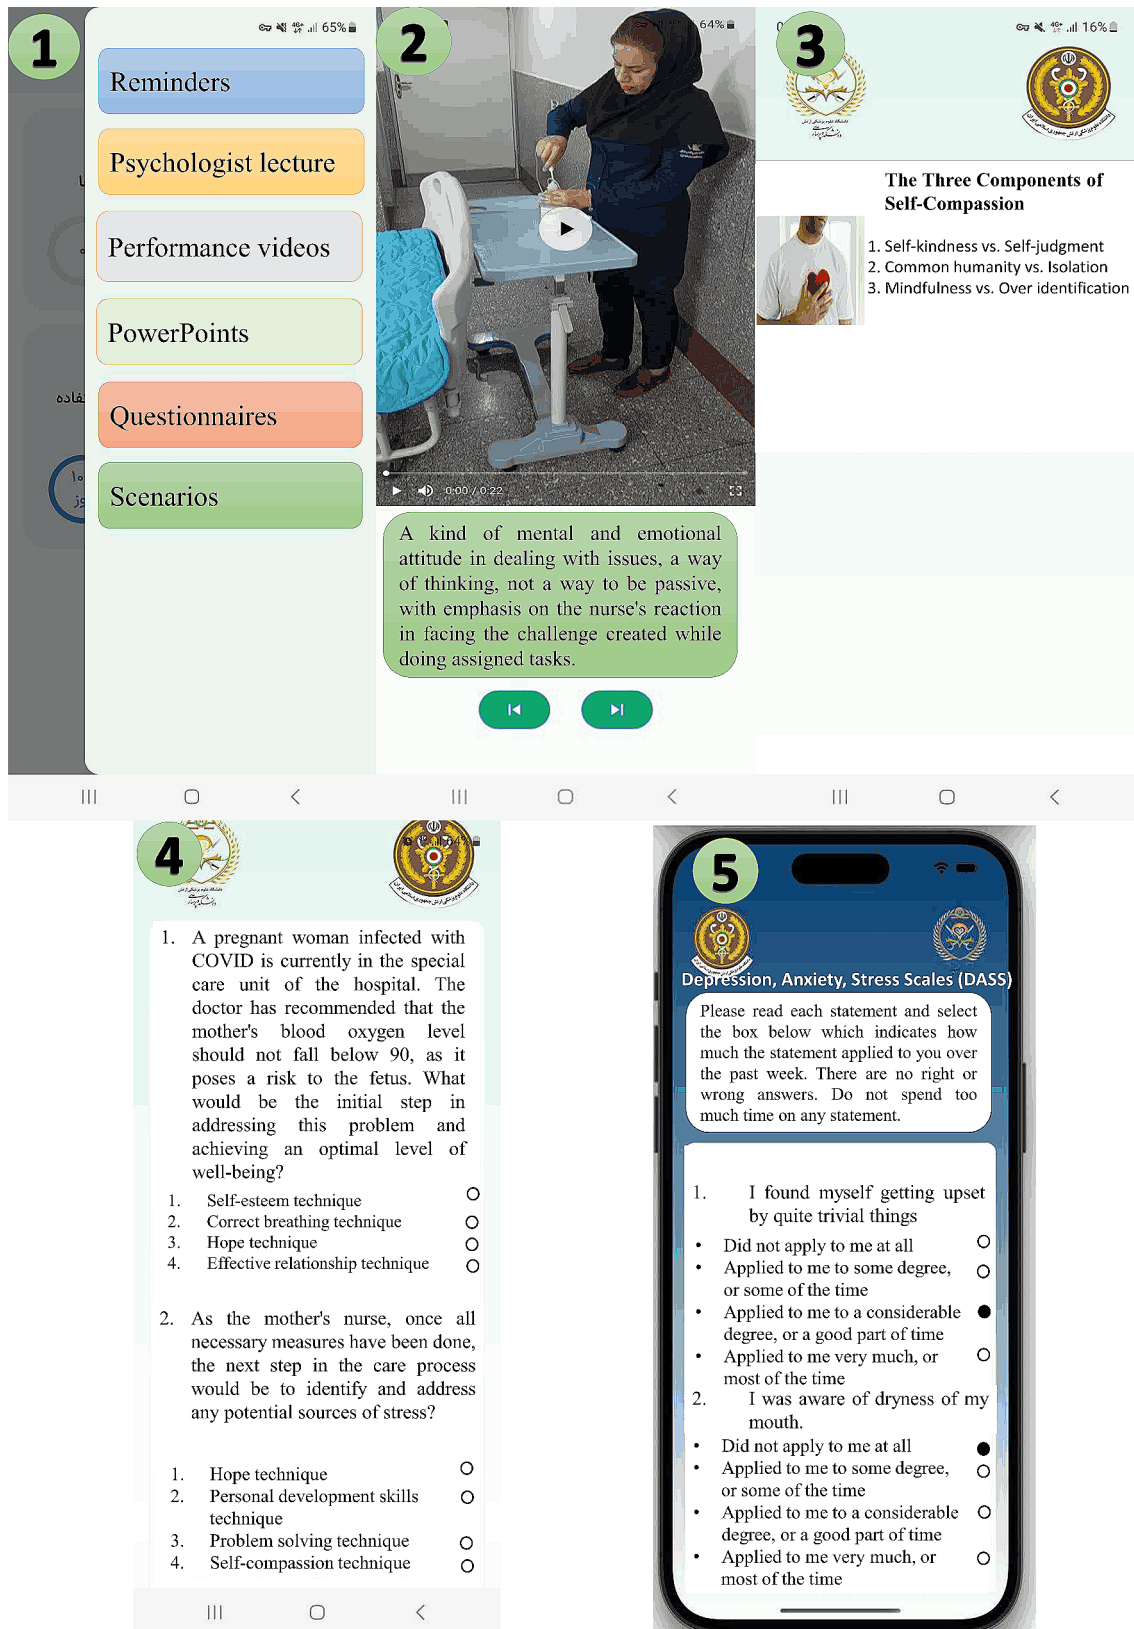 1
65%
Reminders
Psychologist lecture
Performance videos
PowerPoints
Questionnaires
Scenarios
2
64%
0:00 / 0:22
A kind of mental and emotional
attitude in dealing with issues, a way
of thinking, not a way to be passive,
with emphasis on the nurse's reaction
in facing the challenge created while
doing assigned tasks.
3
16%
The Three Components of
Self-Compassion
1. Self-kindness vs. Self-judgment
2. Common humanity vs. Isolation
3. Mindfulness vs. Over identification
4
1. A pregnant woman infected with
COVID is currently in the special
care unit of the hospital. The
doctor has recommended that the
mother's blood oxygen level
should not fall below 90, as it
poses a risk to the fetus. What
would be the initial step in
addressing this problem and
achieving an optimal level of
well-being?
1. Self-esteem technique
2. Correct breathing technique
3. Hope technique
4. Effective relationship technique
2. As the mother's nurse, once all
necessary measures have been done,
the next step in the care process
would be to identify and address
any potential sources of stress?
1. Hope technique
2. Personal development skills
technique
3. Problem solving technique
4. Self-compassion technique
5
Depression, Anxiety, Stress Scales (DASS)
Please read each statement and select
the box below which indicates how
much the statement applied to you over
the past week. There are no right or
wrong answers. Do not spend too
much time on any statement.
1. I found myself getting upset
by quite trivial things
• Did not apply to me at all
• Applied to me to some degree,
or some of the time
• Applied to me to a considerable
degree, or a good part of time
• Applied to me very much, or
most of the time
2. I was aware of dryness of my
mouth.
• Did not apply to me at all
• Applied to me to some degree,
or some of the time
• Applied to me to a considerable
degree, or a good part of time
• Applied to me very much, or
most of the time